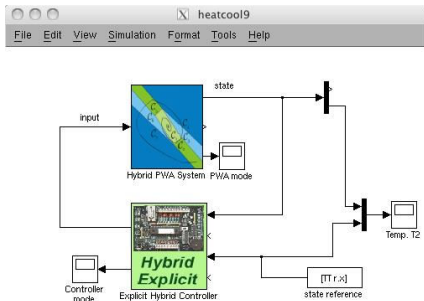 heatcool9
File Edit View Simulation Format Tools Help
state
input
Hybrid PWA System
PWA mode
Temp. T2
Hybrid
Explicit
[TT r.x]
Controller
mode
Explicit Hybrid Controller
state reference